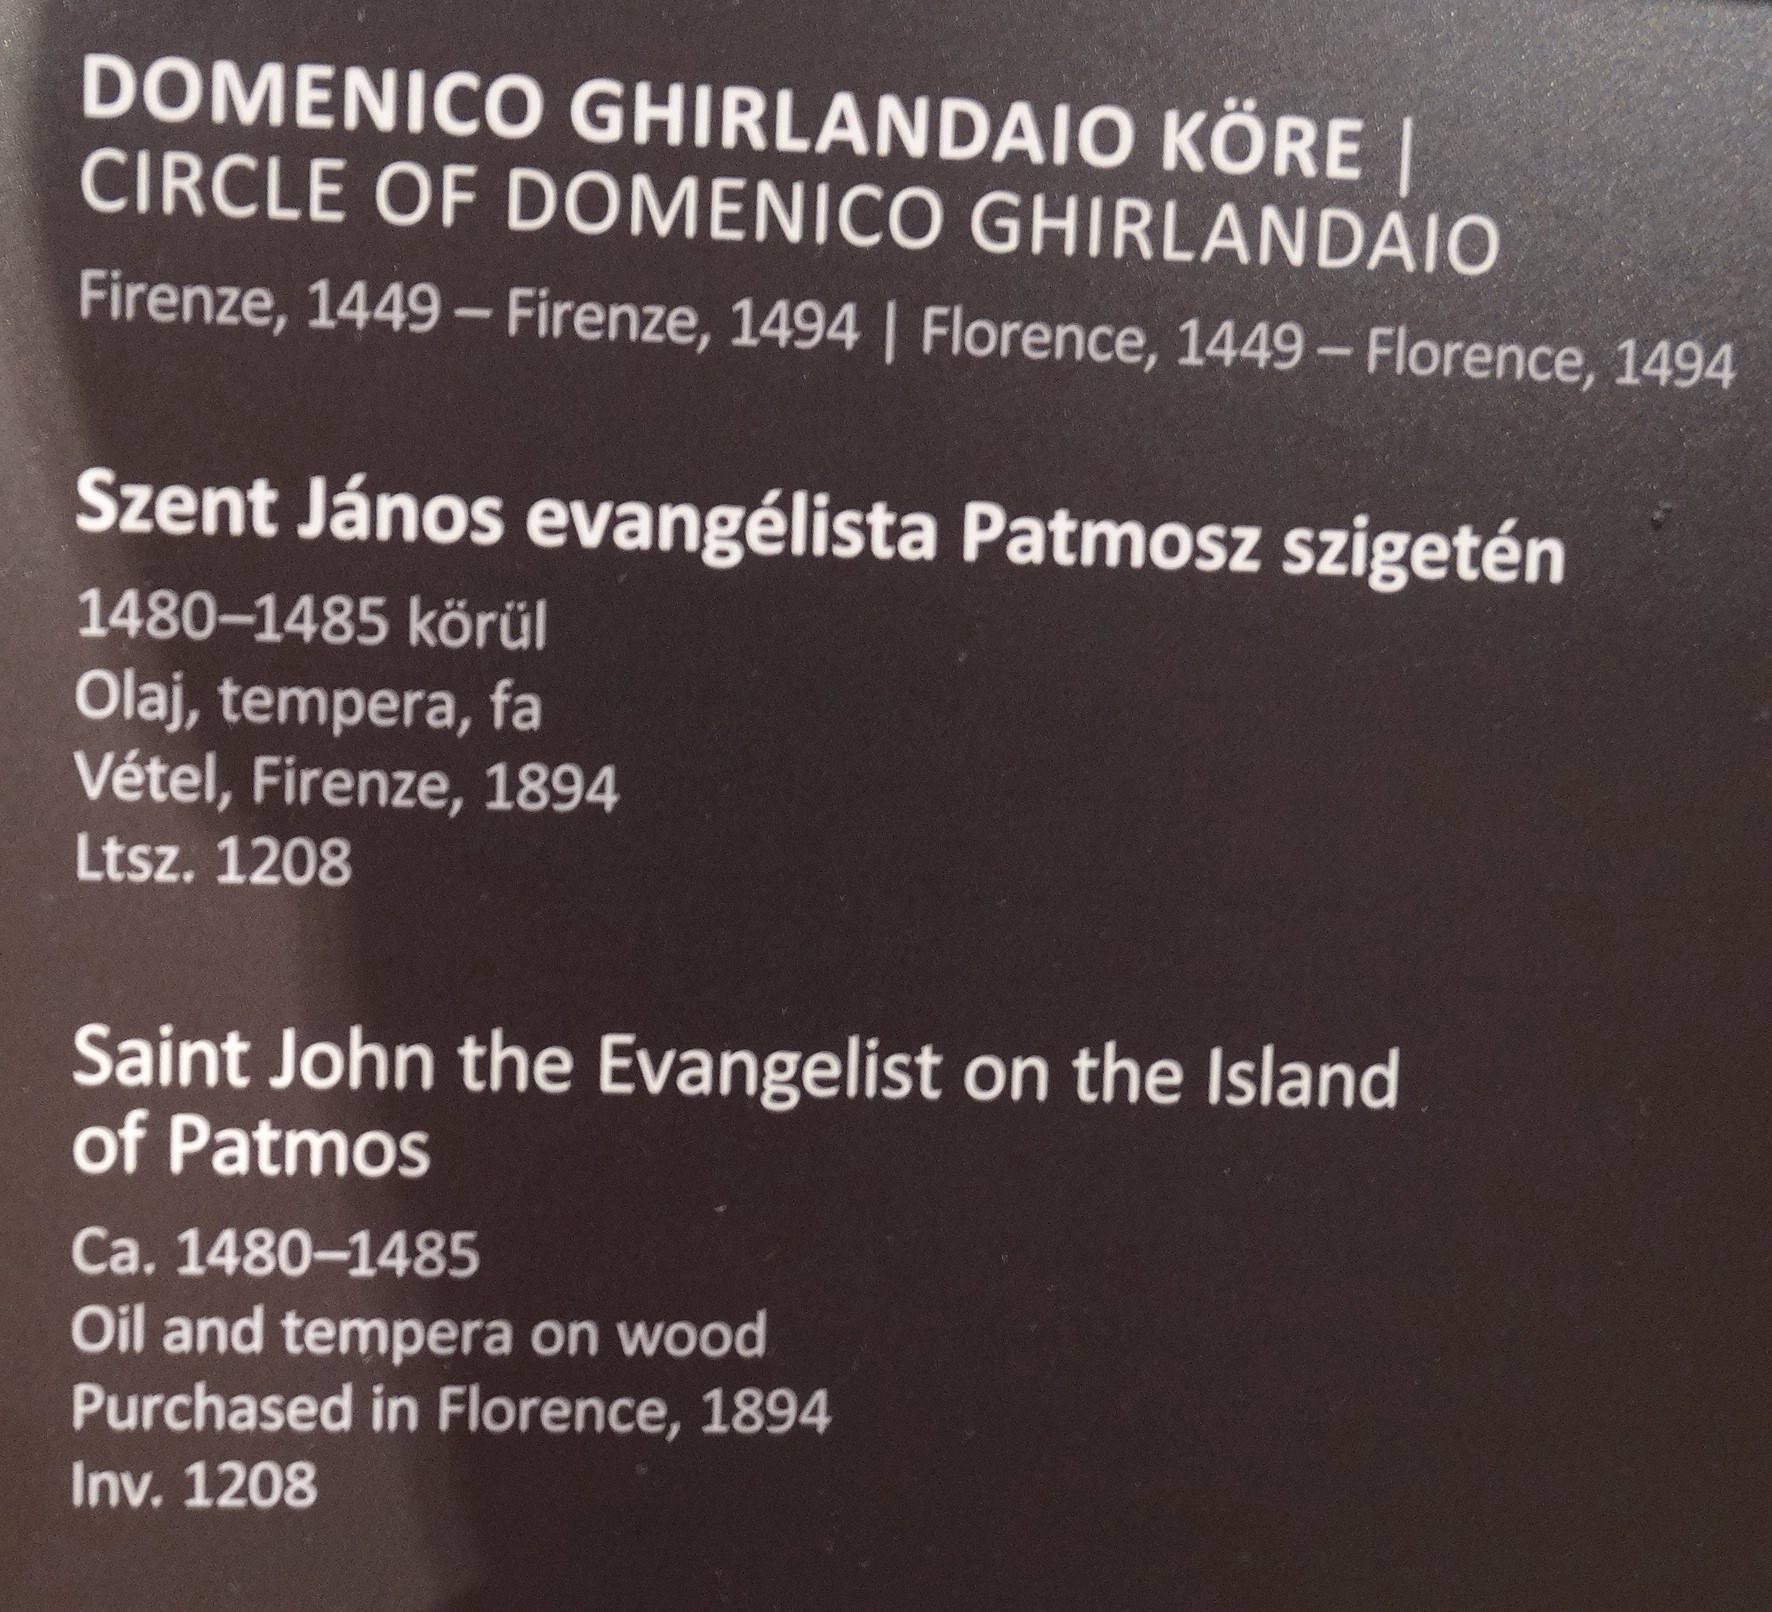 DOMENICO GHIRLANDAIO KÖRE |
CIRCLE OF DOMENICO GHIRLANDAIO
Firenze, 1449 – Firenze, 1494 | Florence, 1449 – Florence, 1494
Szent János evangélista Patmosz szigetén
1480–1485 körül
Olaj, tempera, fa
Vétel, Firenze, 1894
Ltsz. 1208
Saint John the Evangelist on the Island
of Patmos
Ca. 1480–1485
Oil and tempera on wood
Purchased in Florence, 1894
Inv. 1208